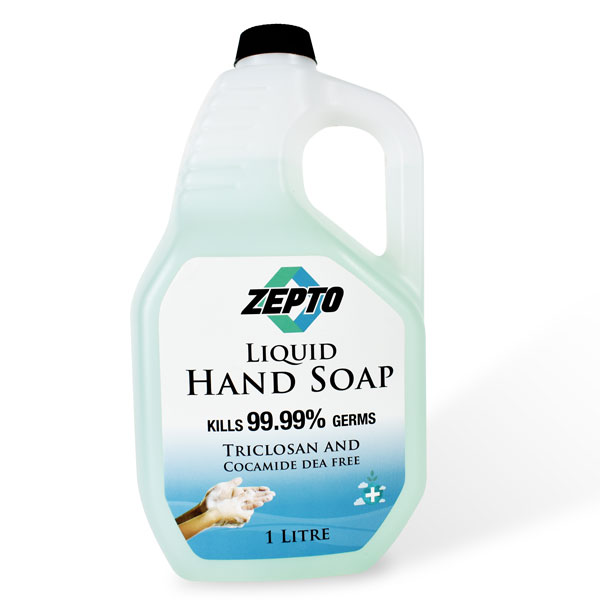 ZEPTO
LIQUID
HAND SOAP
KILLS 99.99% GERMS
TRICLOSAN AND
COCAMIDE DEA FREE
1 LITRE